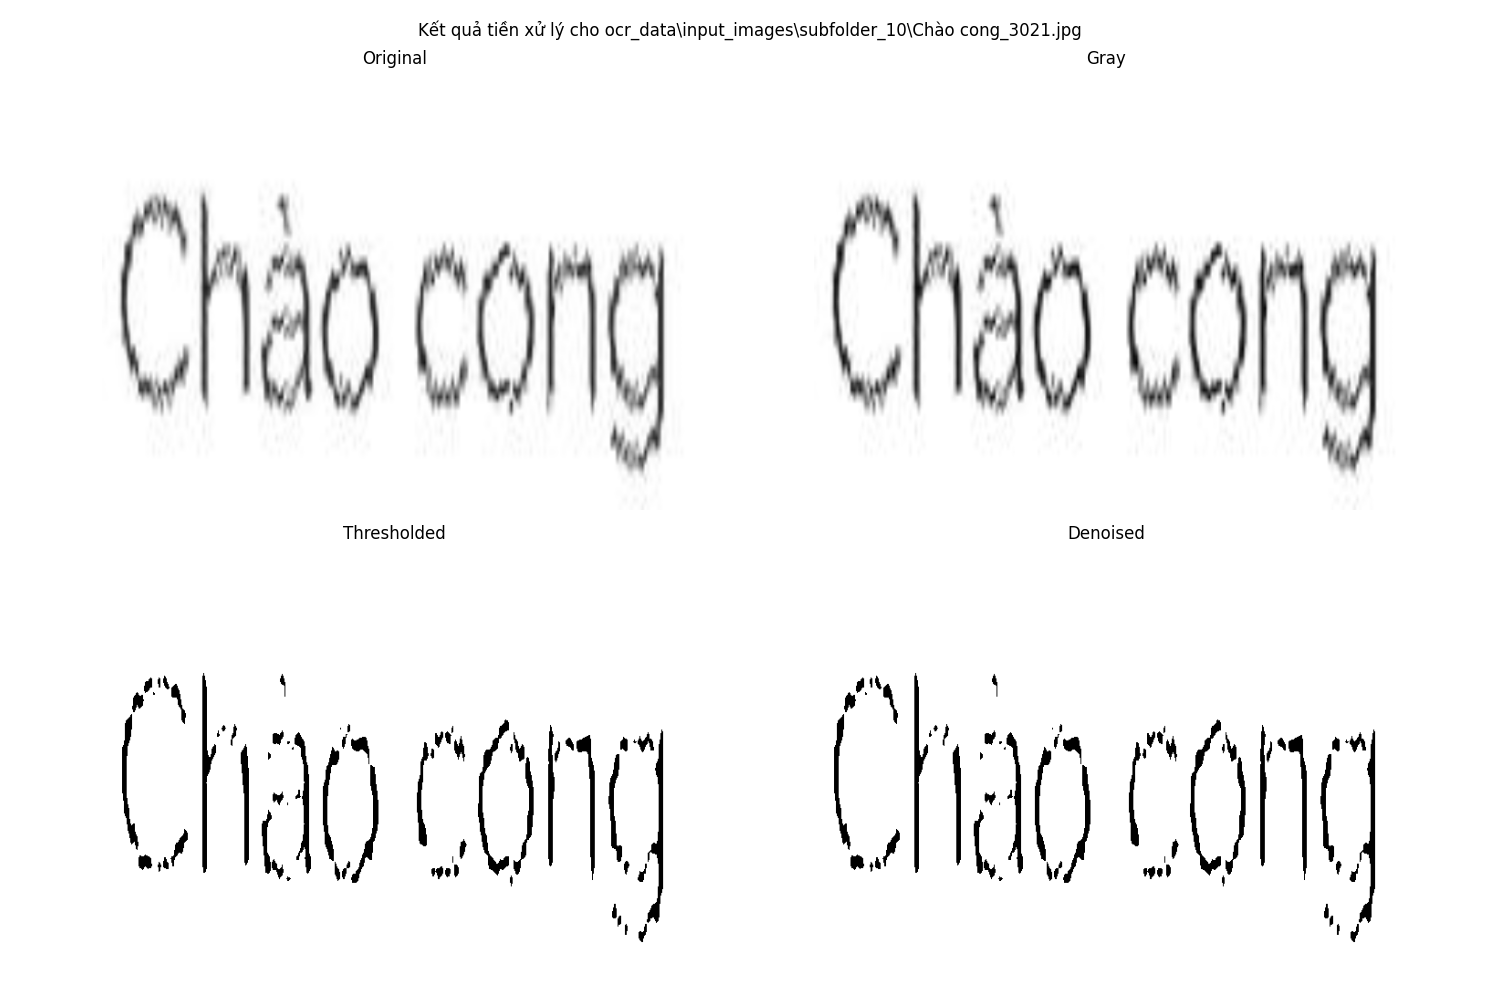 Kết quả tiền xử lý cho ocr_data\input_images\subfolder_10\Chào cong_3021.jpg
Original
Gray
Chào cong
Chào cong
Thresholded
Denoised
Chào cong
Chào cong